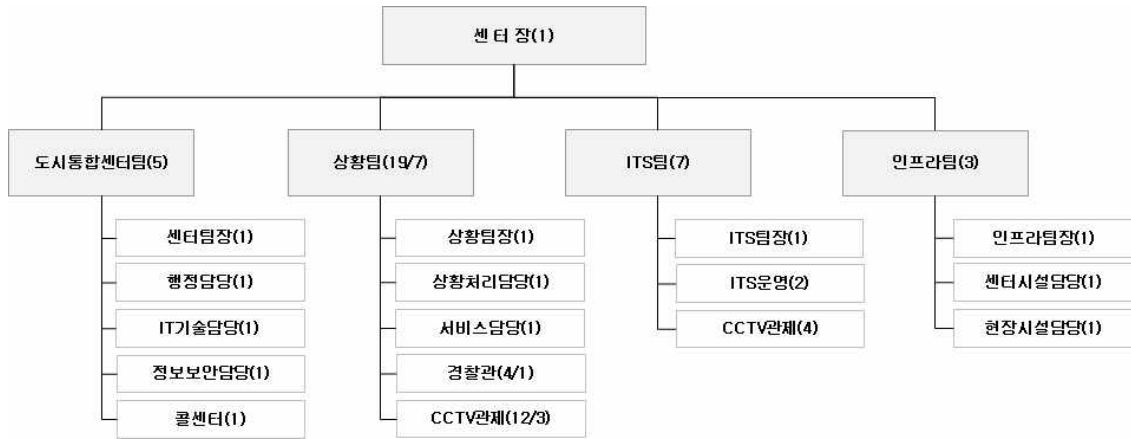 센 터 장(1)
도시통합센터팀(5)
센터팀장(1)
행정담당(1)
IT기술담당(1)
정보보안담당(1)
콜센터(1)
상황팀(19/7)
상황팀장(1)
상황처리담당(1)
서비스담당(1)
경찰관(4/1)
CCTV관제(12/3)
ITS팀(7)
ITS팀장(1)
ITS운영(2)
CCTV관제(4)
인프라팀(3)
인프라팀장(1)
센터시설담당(1)
현장시설담당(1)